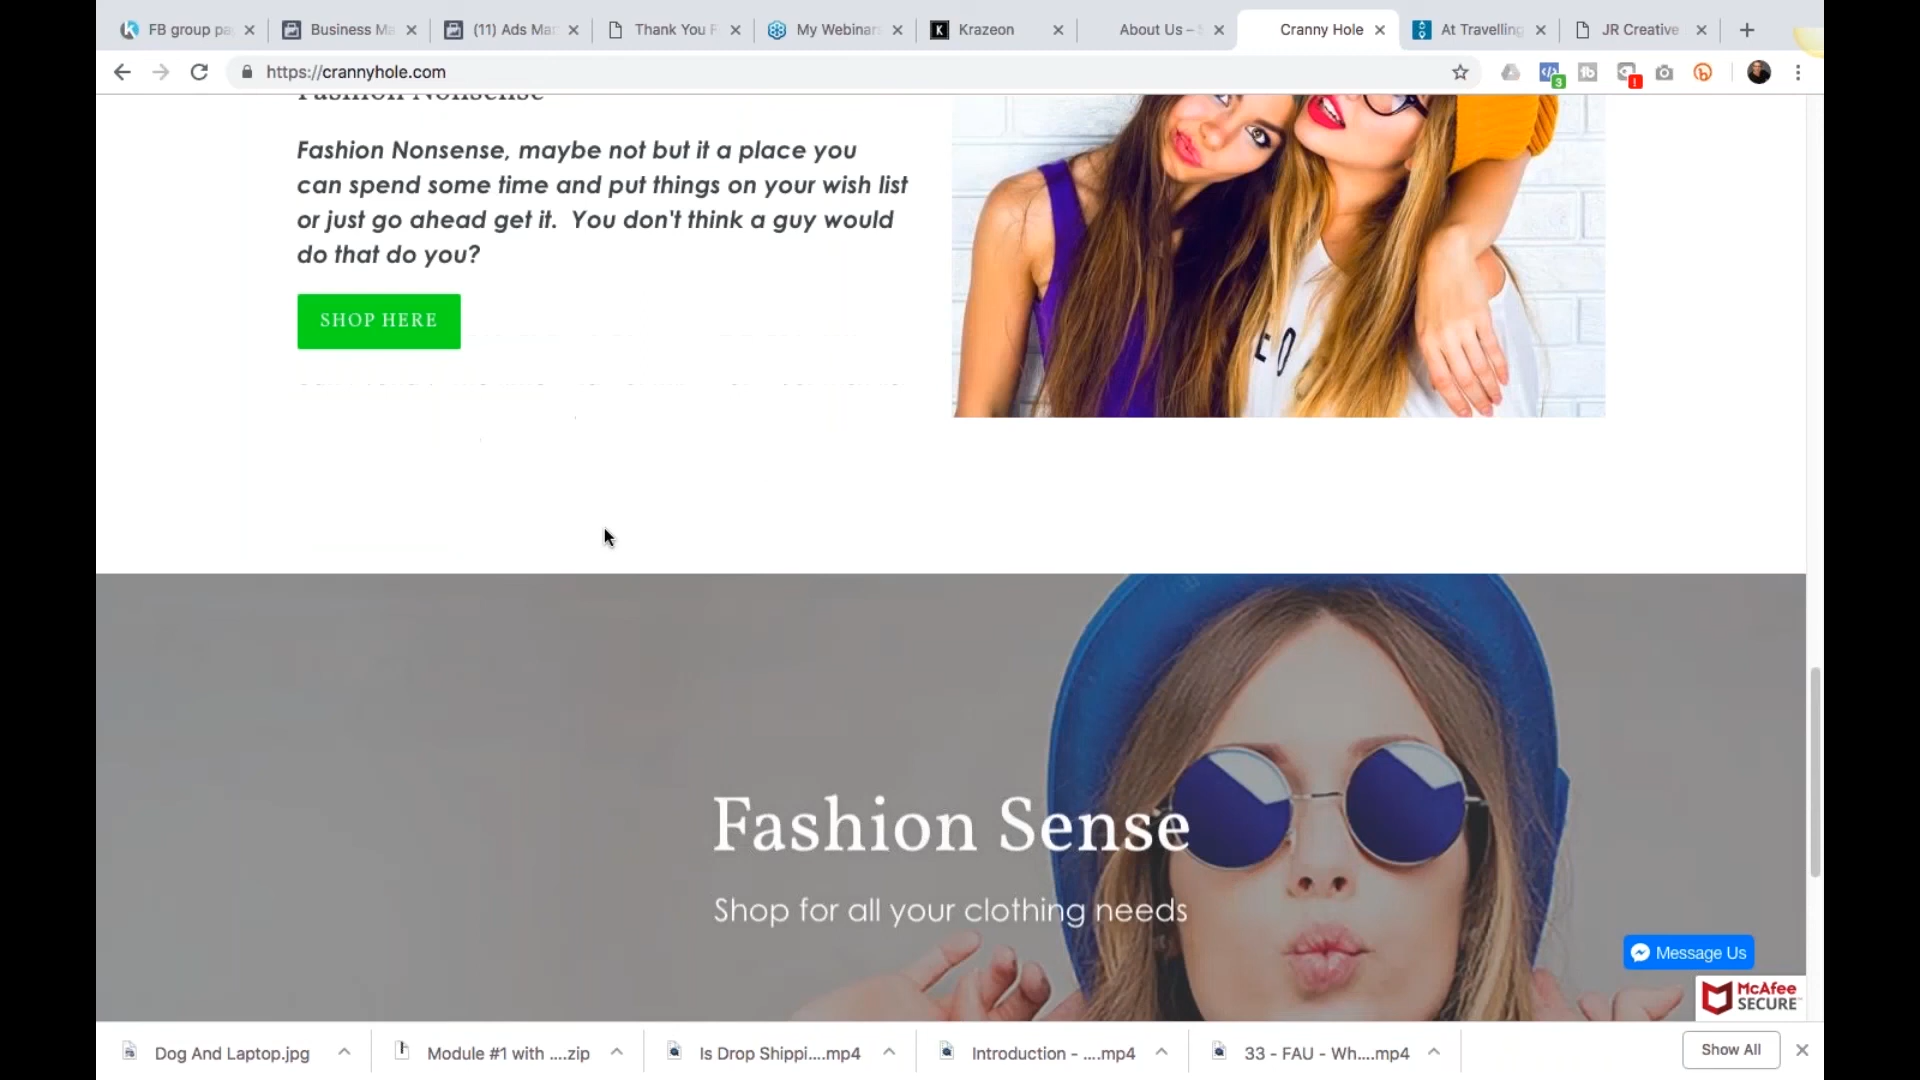 FB group pa
Business Ma
(11) Ads Man
Thank You F
My Webinar
Krazeon
About Us –
Cranny Hole
At Travelling
JR Creative
https://crannyhole.com
3
Fashion Nonsense
Fashion Nonsense, maybe not but it a place you
can spend some time and put things on your wish list
or just go ahead get it. You don't think a guy would
do that do you?
SHOP HERE
Fashion Sense
Shop for all your clothing needs
Message Us
McAfee
SECURE
Dog And Laptop.jpg
Module #1 with ....zip
Is Drop Shippi....mp4
Introduction - ....mp4
33 - FAU - Wh....mp4
Show All